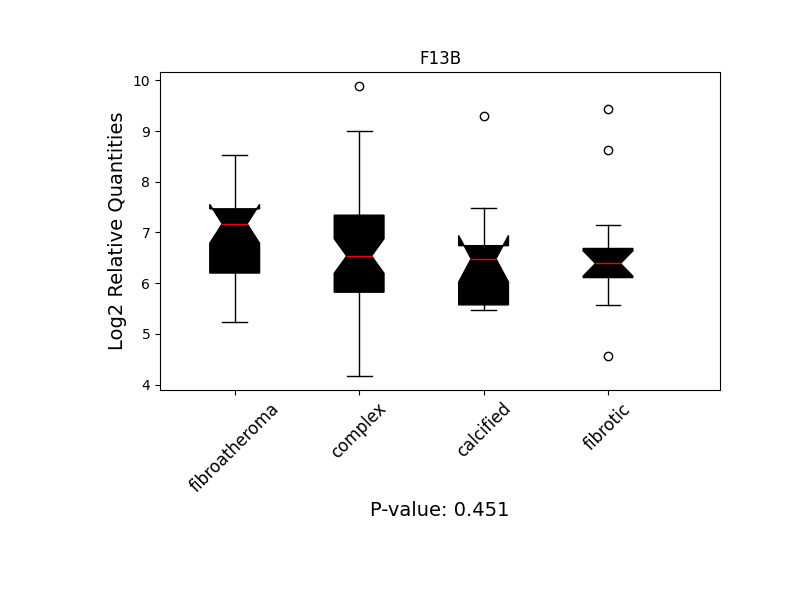 F13B
Log2 Relative Quantities
10
9
8
7
6
5
4
fibroatheroma
complex
calcified
fibrotic
P-value: 0.451